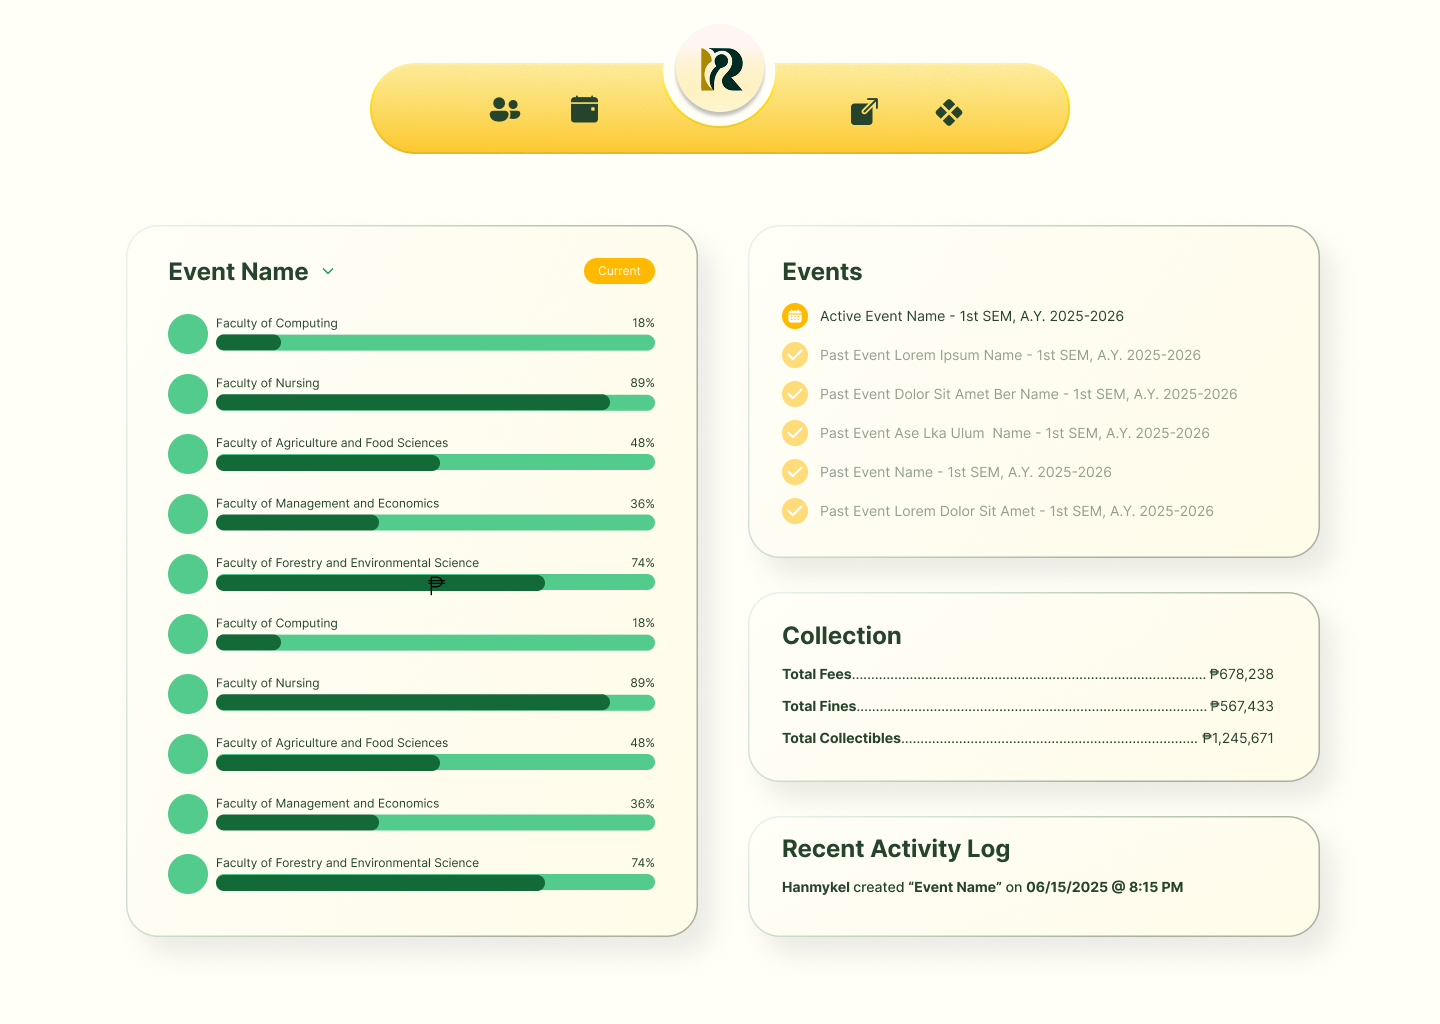 R
Event Name
Current
Faculty of Computing 18%
Faculty of Nursing 89%
Faculty of Agriculture and Food Sciences 48%
Faculty of Management and Economics 36%
Faculty of Forestry and Environmental Science 74%
₱
Faculty of Computing 18%
Faculty of Nursing 89%
Faculty of Agriculture and Food Sciences 48%
Faculty of Management and Economics 36%
Faculty of Forestry and Environmental Science 74%
Events
Active Event Name - 1st SEM, A.Y. 2025-2026
Past Event Lorem Ipsum Name - 1st SEM, A.Y. 2025-2026
Past Event Dolor Sit Amet Ber Name - 1st SEM, A.Y. 2025-2026
Past Event Ase Lka Ulum  Name - 1st SEM, A.Y. 2025-2026
Past Event Name - 1st SEM, A.Y. 2025-2026
Past Event Lorem Dolor Sit Amet - 1st SEM, A.Y. 2025-2026
Collection
Total Fees............................................................................................ ₱678,238
Total Fines........................................................................................... ₱567,433
Total Collectibles............................................................................. ₱1,245,671
Recent Activity Log
Hanmykel created “Event Name” on 06/15/2025 @ 8:15 PM